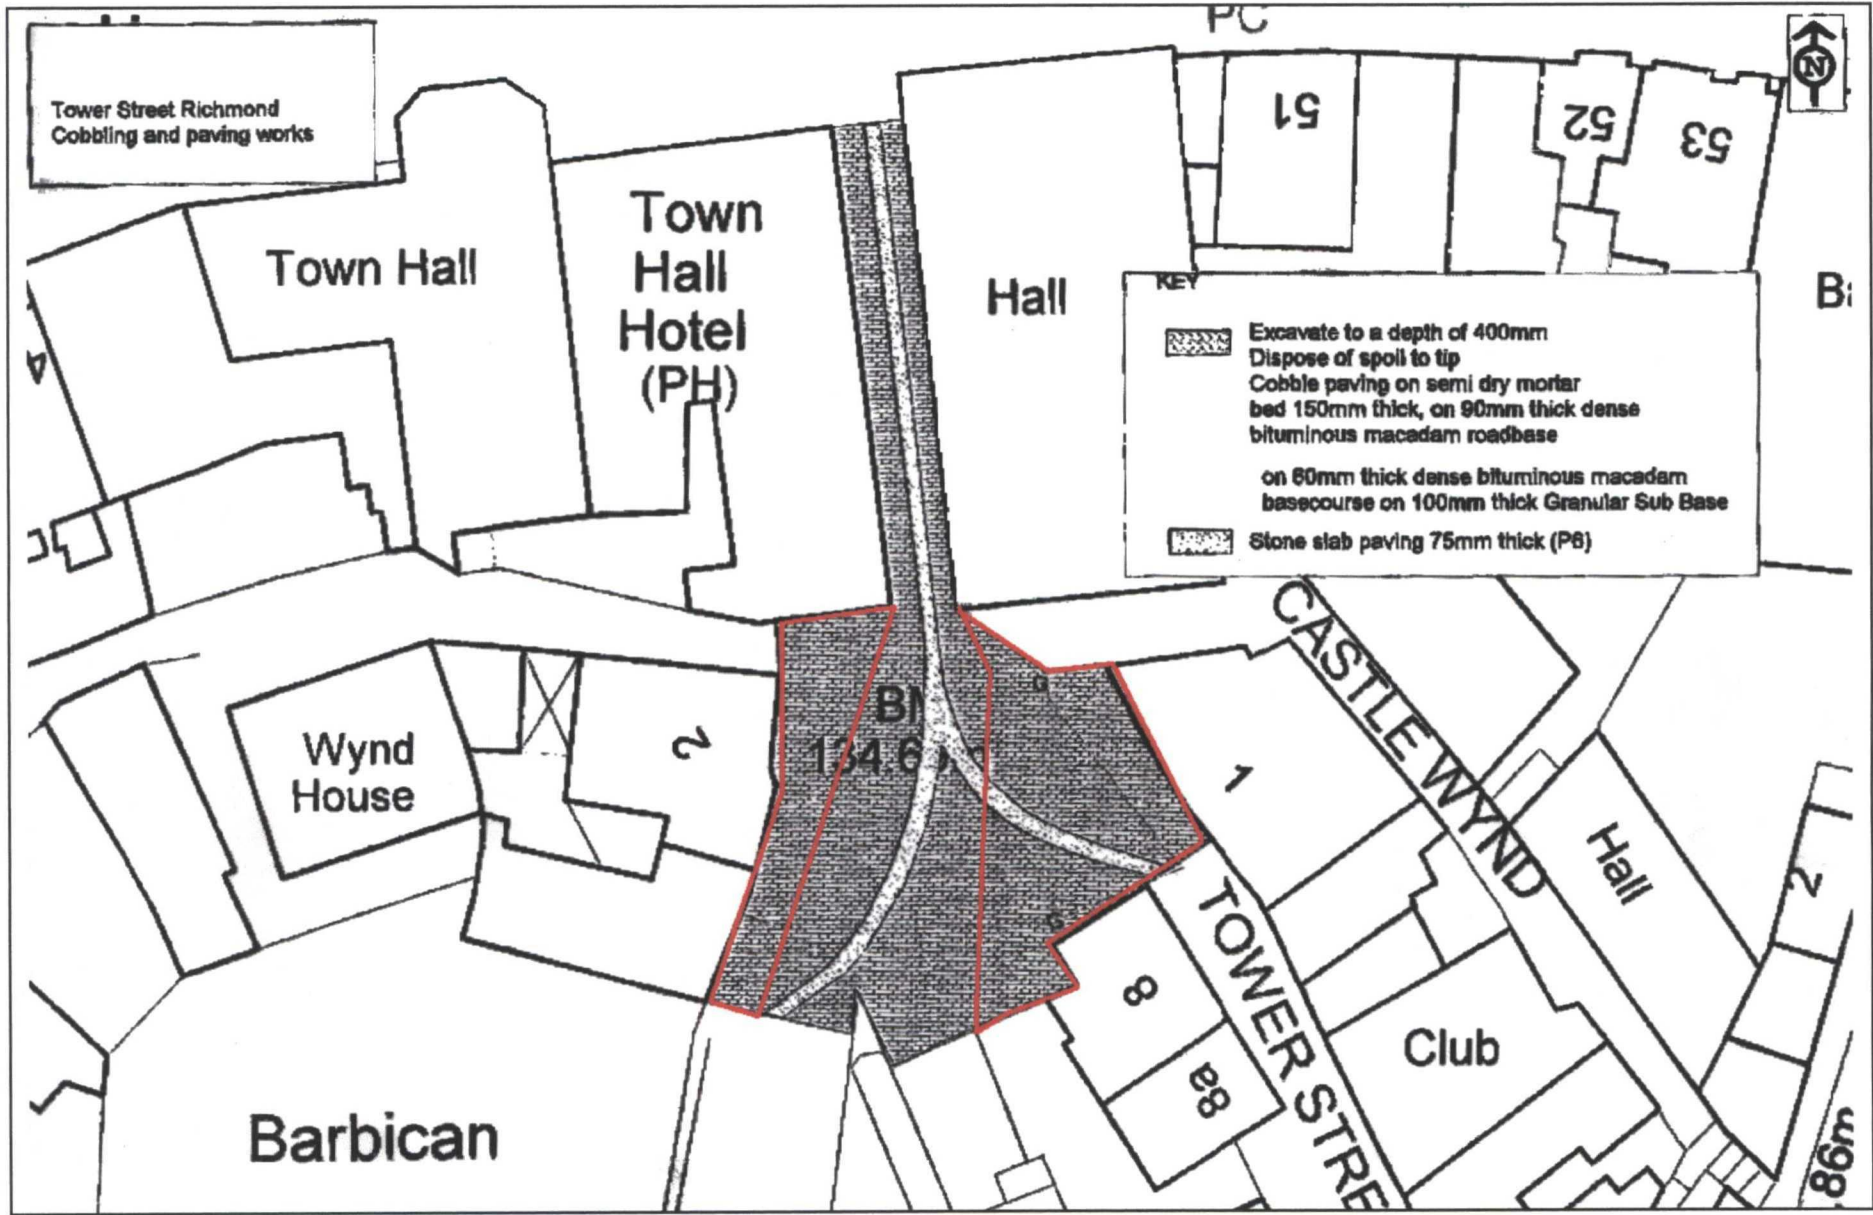 PC
N
Tower Street Richmond
Cobbling and paving works
51
52
53
Town Hall
Town
Hall
Hotel
(PH)
Hall
KEY
Excavate to a depth of 400mm
Dispose of spoil to tip
Cobble paving on semi dry mortar
bed 150mm thick, on 90mm thick dense
bituminous macadam roadbase
on 60mm thick dense bituminous macadam
basecourse on 100mm thick Granular Sub Base
Stone slab paving 75mm thick (P6)
CASTLE WYND
G
2
Wynd
House
1
Hall
2
G
TOWER STRE
8
8a
Club
Barbican
.86m